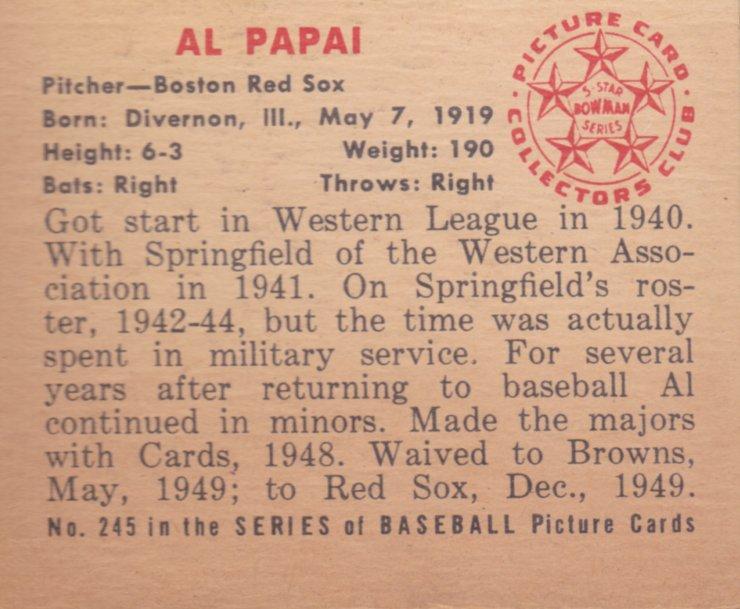 AL PAPAI
PICTURE CARD
COLLECTORS CLUB
5-STAR
BOWMAN
SERIES
Pitcher—Boston Red Sox
Born: Divernon, Ill., May 7, 1919
Height: 6-3 Weight: 190
Bats: Right Throws: Right
Got start in Western League in 1940.
With Springfield of the Western Asso-
ciation in 1941. On Springfield's ros-
ter, 1942-44, but the time was actually
spent in military service. For several
years after returning to baseball Al
continued in minors. Made the majors
with Cards, 1948. Waived to Browns,
May, 1949; to Red Sox, Dec., 1949.
No. 245 in the SERIES of BASEBALL Picture Cards